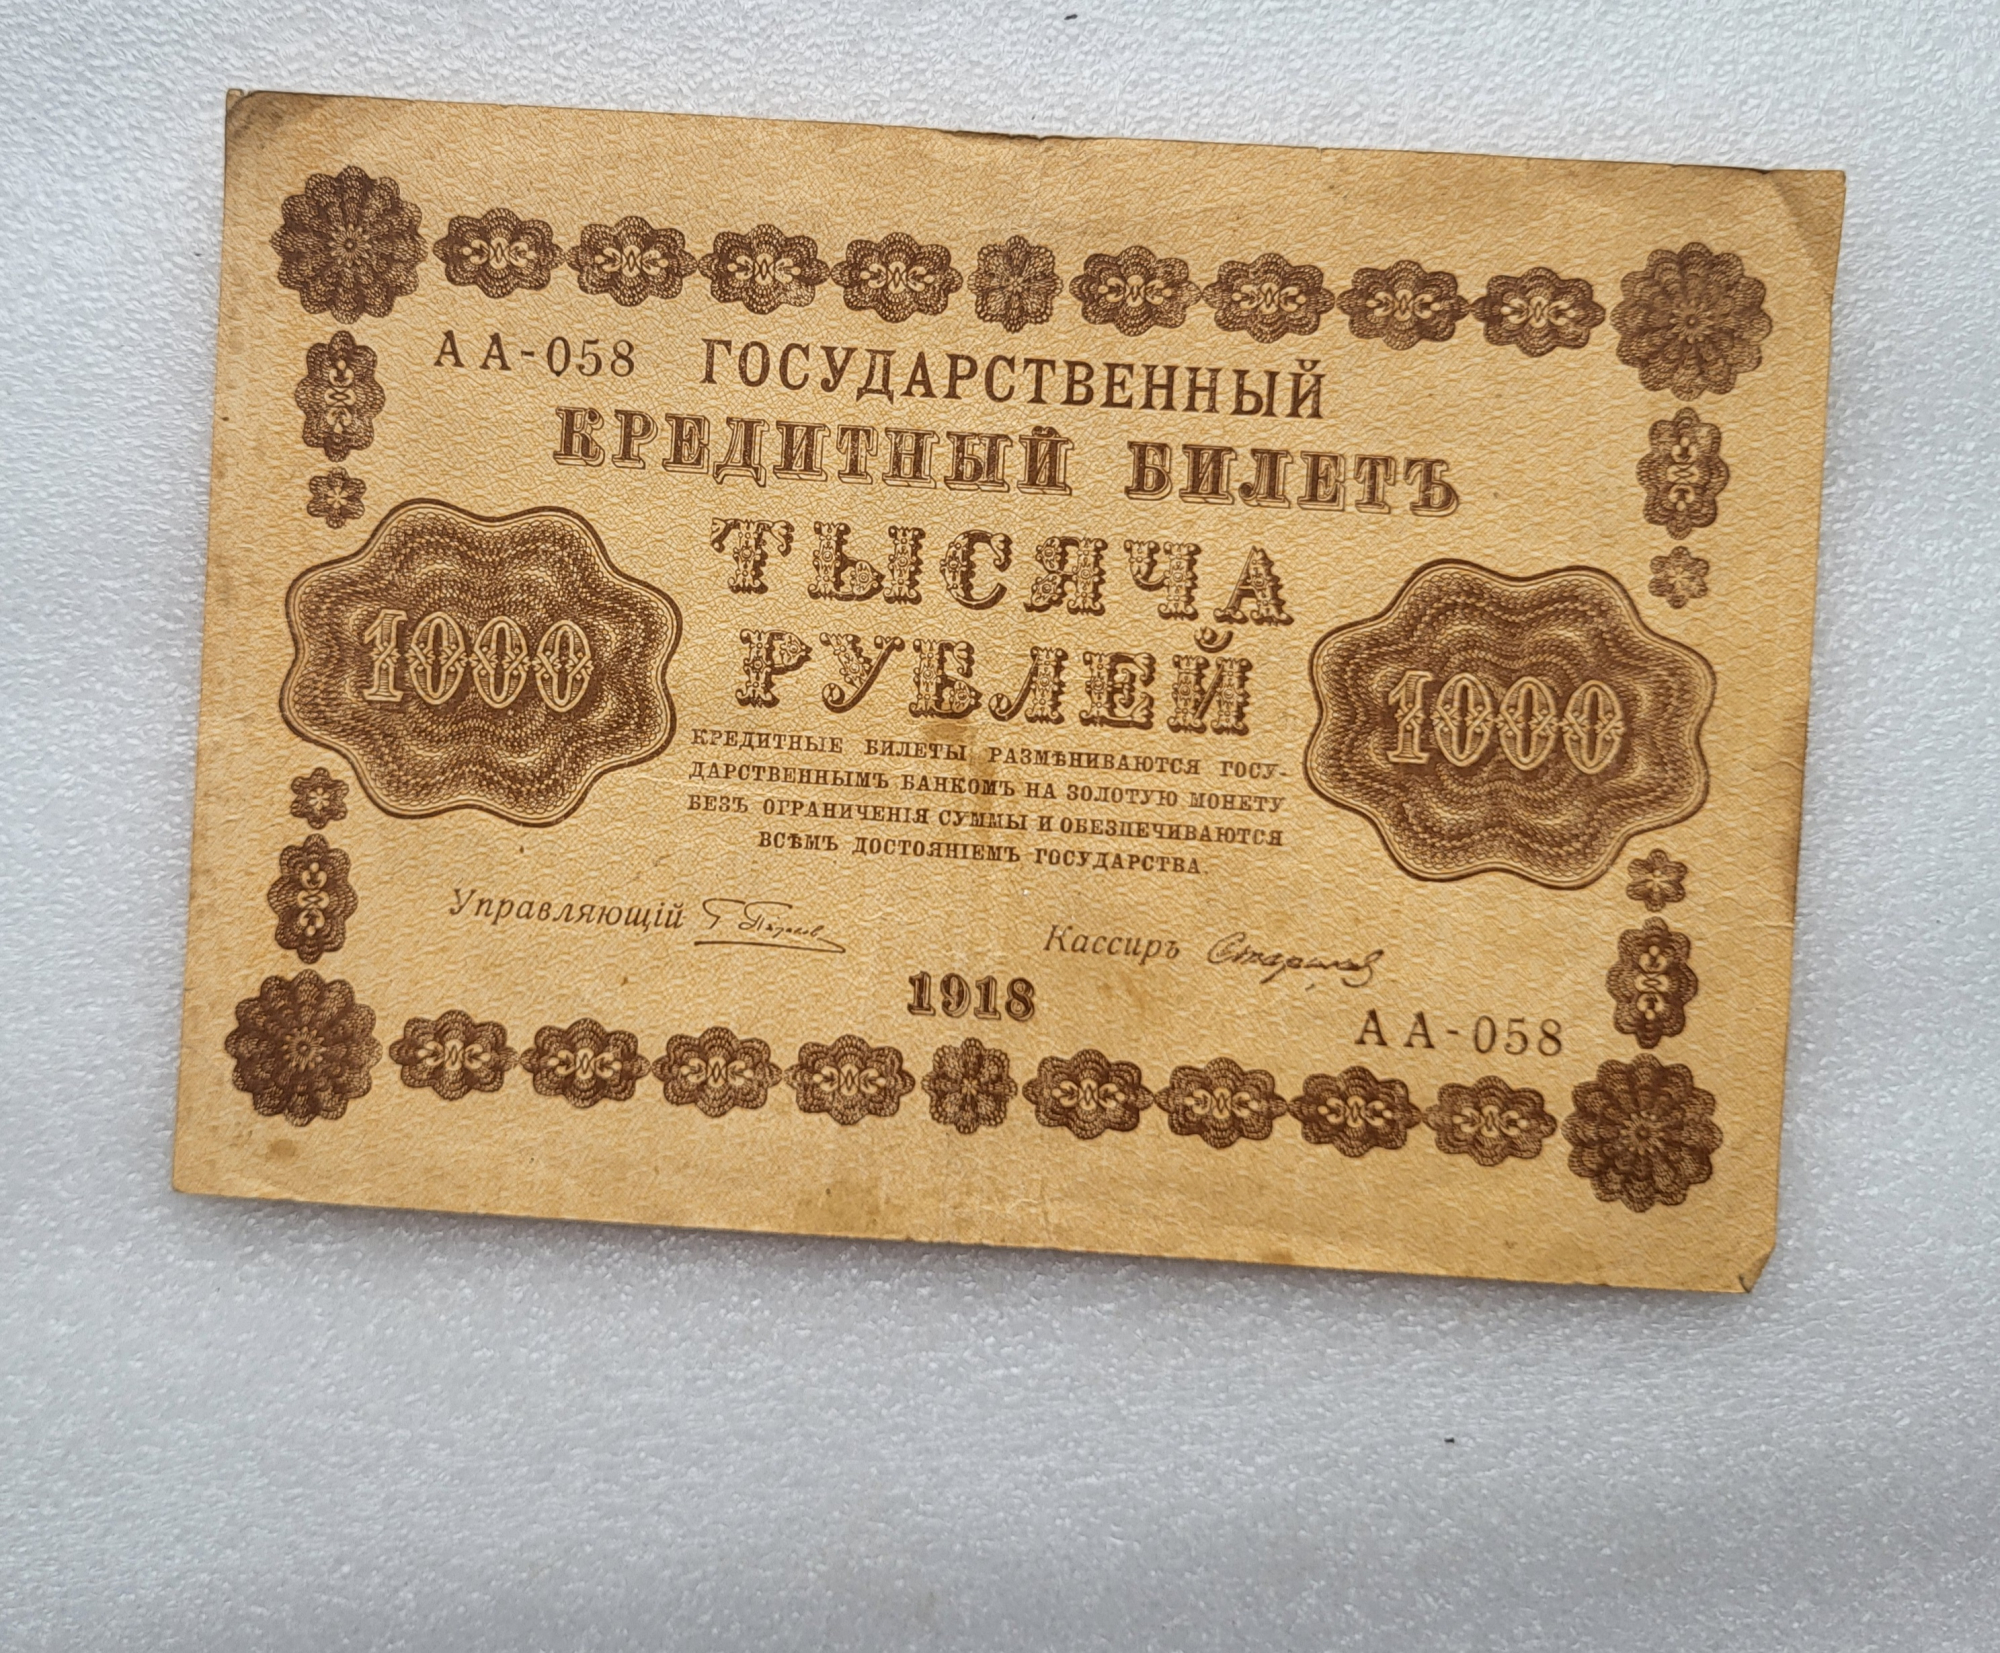 АА-058 ГОСУДАРСТВЕННЫЙ
КРЕДИТНЫЙ БИЛЕТЪ
ТЫСЯЧА
РУБЛЕЙ
1000
1000
КРЕДИТНЫЕ БИЛЕТЫ РАЗМѢНИВАЮТСЯ ГОСУ-
ДАРСТВЕННЫМЪ БАНКОМЪ НА ЗОЛОТУЮ МОНЕТУ
БЕЗЪ ОГРАНИЧЕНІЯ СУММЫ И ОБЕЗПЕЧИВАЮТСЯ
ВСѢМЪ ДОСТОЯНІЕМЪ ГОСУДАРСТВА.
Управляющій
Кассиръ
1918
АА-058